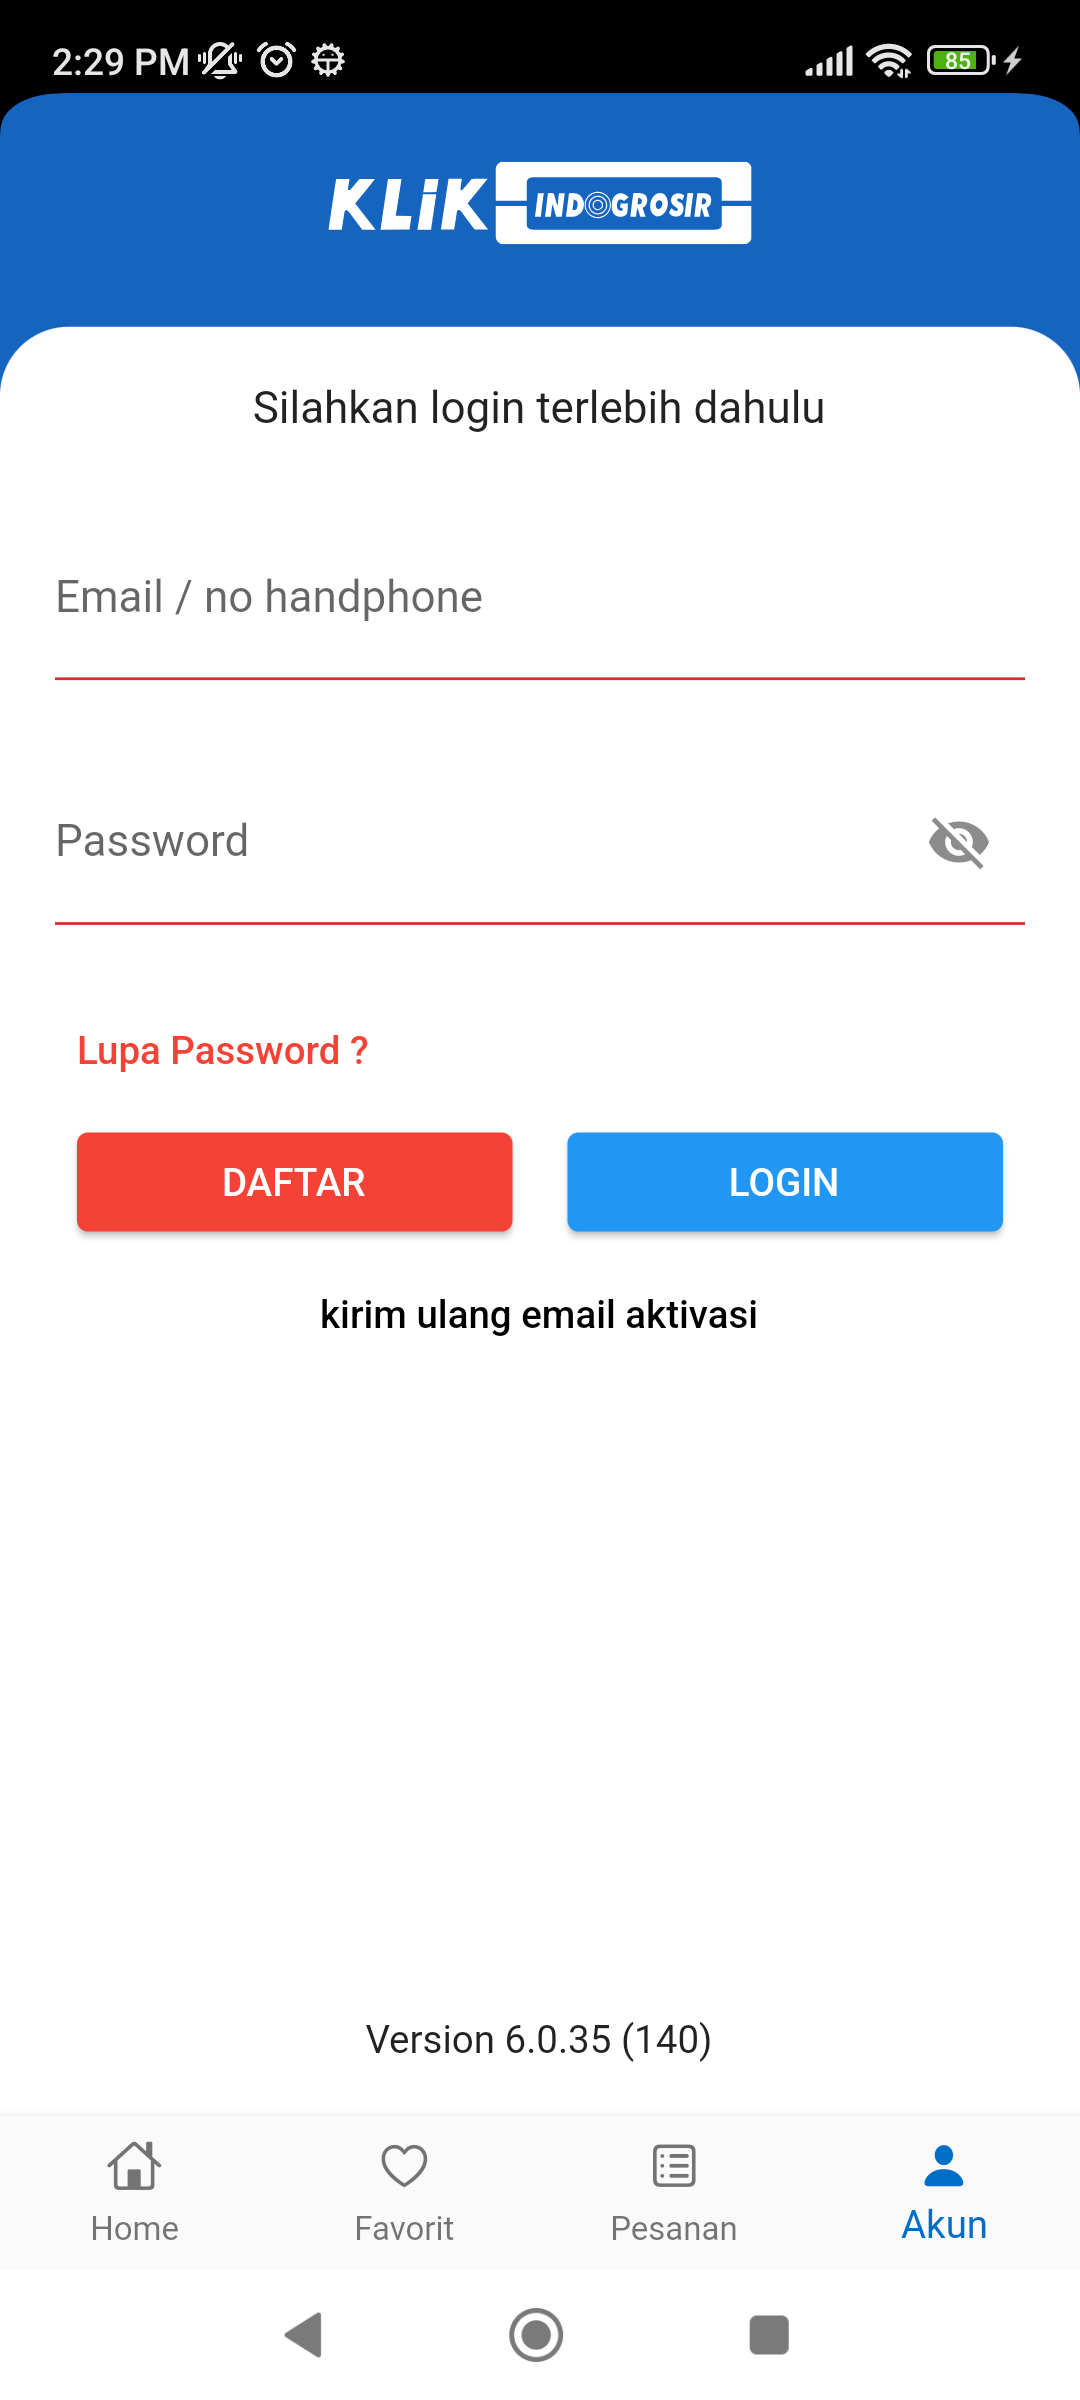 2:29 PM
85
KLiK INDOGROSIR
Silahkan login terlebih dahulu
Email / no handphone
Password
Lupa Password ?
DAFTAR
LOGIN
kirim ulang email aktivasi
Version 6.0.35 (140)
Home
Favorit
Pesanan
Akun